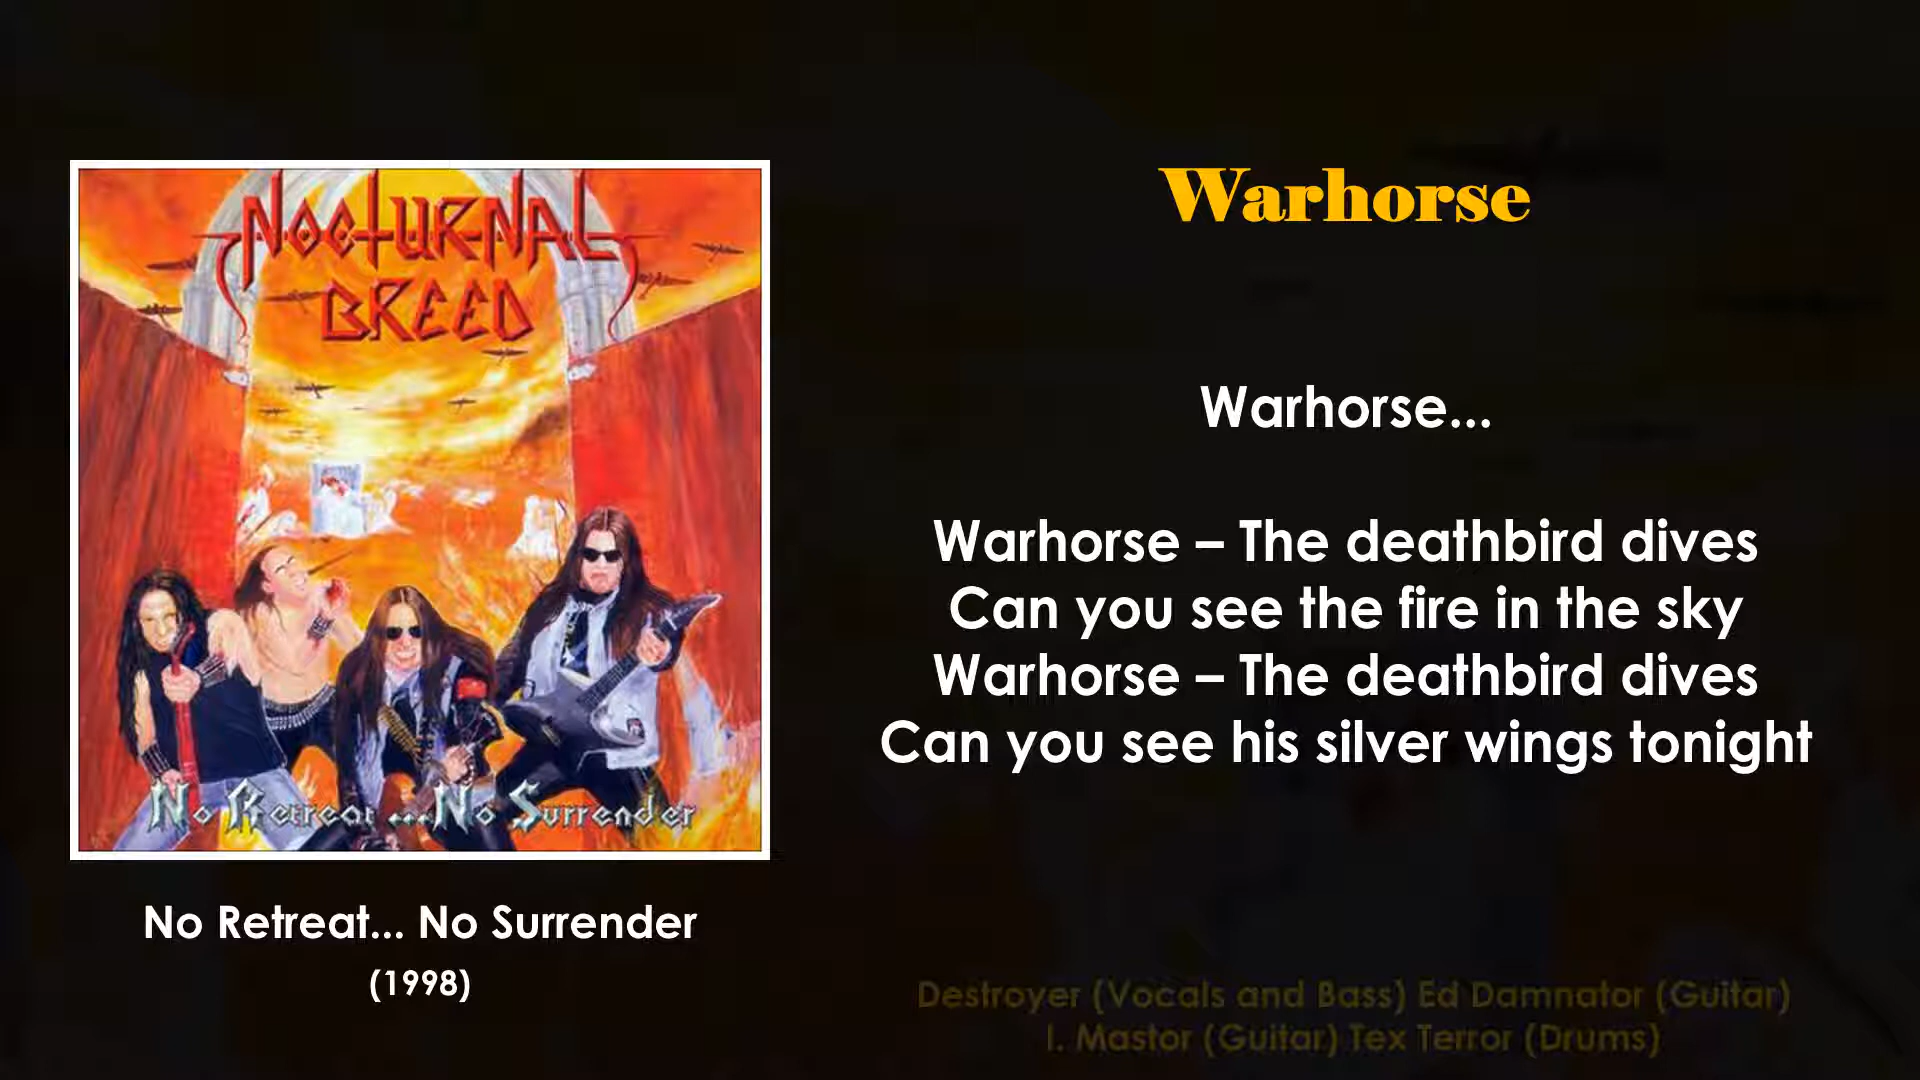 NOCTURNAL
BREED
No Retreat ...No Surrender
No Retreat... No Surrender
(1998)
Warhorse
Warhorse...
Warhorse – The deathbird dives
Can you see the fire in the sky
Warhorse – The deathbird dives
Can you see his silver wings tonight
Destroyer (Vocals and Bass) Ed Damnator (Guitar)
I. Mastor (Guitar) Tex Terror (Drums)